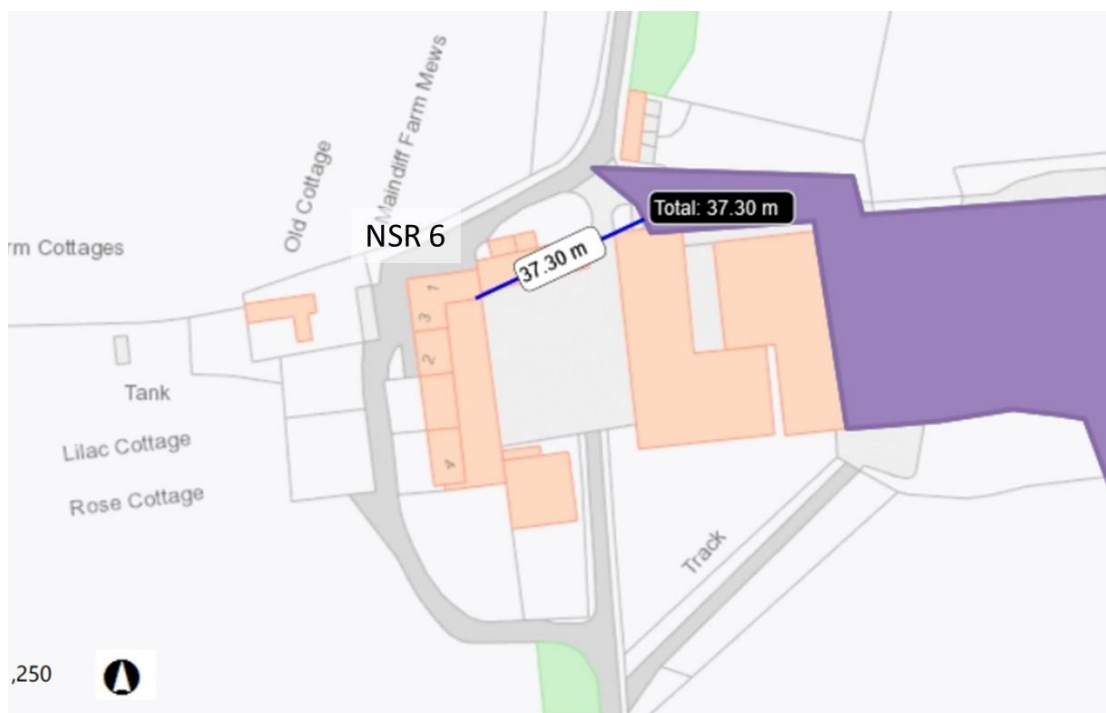 Maindiff Farm Mews
Old Cottage
NSR 6
rm Cottages
Total: 37.30 m
37.30 m
1
3
2
Tank
Lilac Cottage
Rose Cottage
4
Track
,250